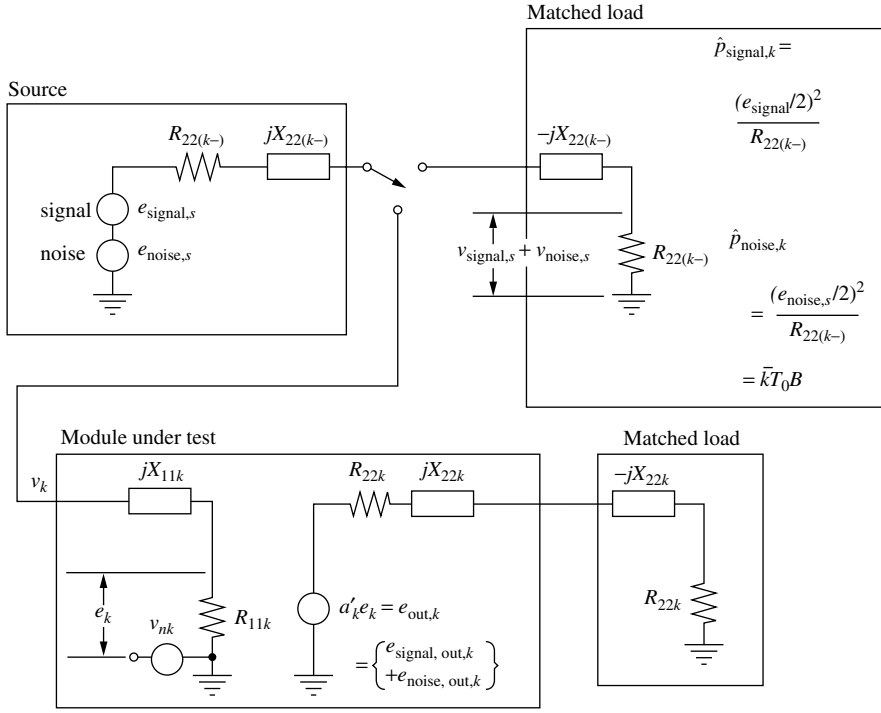 Matched load
p̂signal,k =
(esignal/2)²
R22(k−)
Source
R22(k−)
jX22(k−)
−jX22(k−)
signal
esignal,s
noise
enoise,s
vsignal,s + vnoise,s
R22(k−)
p̂noise,k
= (enoise,s/2)²
R22(k−)
= k̄T0B
Module under test
Matched load
vk
jX11k
R22k
jX22k
−jX22k
ek
vnk
R11k
a′kek = eout,k
= {esignal, out,k
+enoise, out,k}
R22k